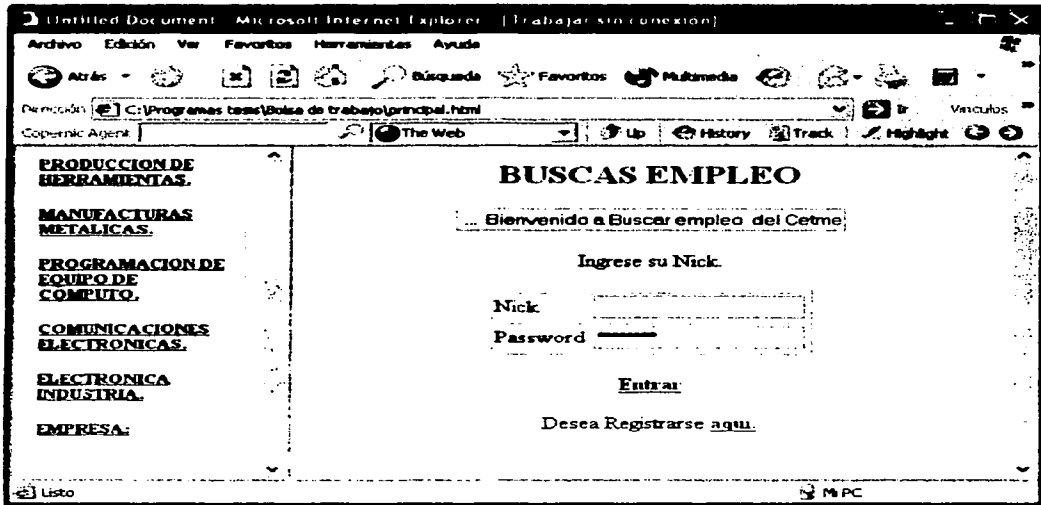 Untitled Document - Microsoft Internet Explorer - [Trabajar sin conexión]
Archivo Edición Ver Favoritos Herramientas Ayuda
Atrás Búsqueda Favoritos Multimedia
Dirección C:\Programas tesis\Bolsa de trabajo\principal.html Ir Vínculos
Copernic Agent The Web Up History Track Highlight
PRODUCCION DE
HERRAMIENTAS.
MANUFACTURAS
METALICAS.
PROGRAMACION DE
EQUIPO DE
COMPUTO.
COMUNICACIONES
ELECTRONICAS.
ELECTRONICA
INDUSTRIA.
EMPRESA:
BUSCAS EMPLEO
... Bienvenido a Buscar empleo del Cetme
Ingrese su Nick.
Nick
Password
Entrar
Desea Registrarse aqui.
Listo
Mi PC